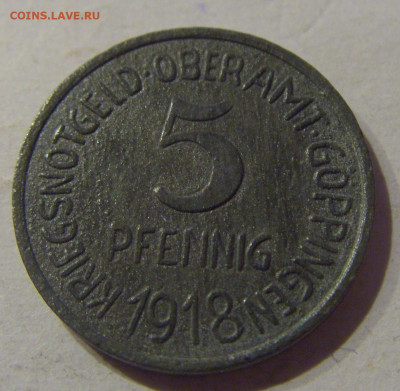 COINS.LAVE.RU
KRIEGSNOTGELD·OBERAMT·GÖPPINGEN
5
PFENNIG
1918